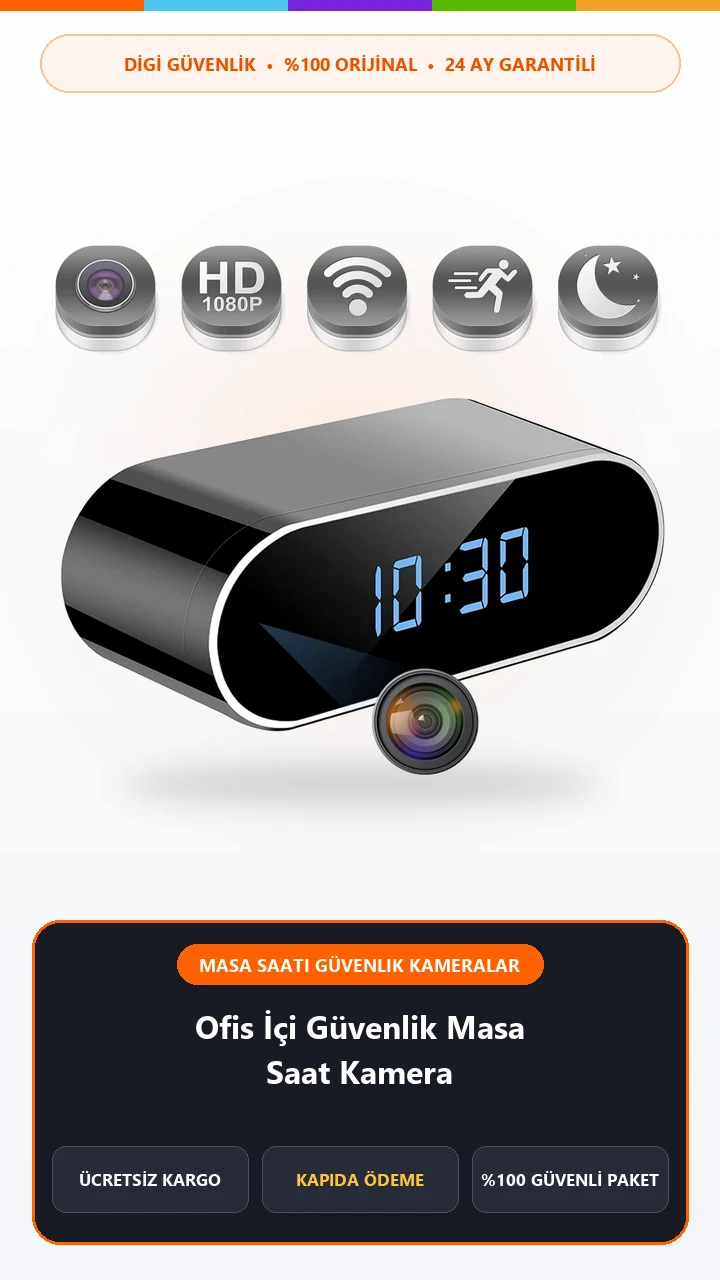 DİGİ GÜVENLİK • %100 ORİJİNAL • 24 AY GARANTİLİ
HD
1080P
10:30
MASA SAATI GÜVENLIK KAMERALAR
Ofis İçi Güvenlik Masa
Saat Kamera
ÜCRETSİZ KARGO
KAPIDA ÖDEME
%100 GÜVENLİ PAKET